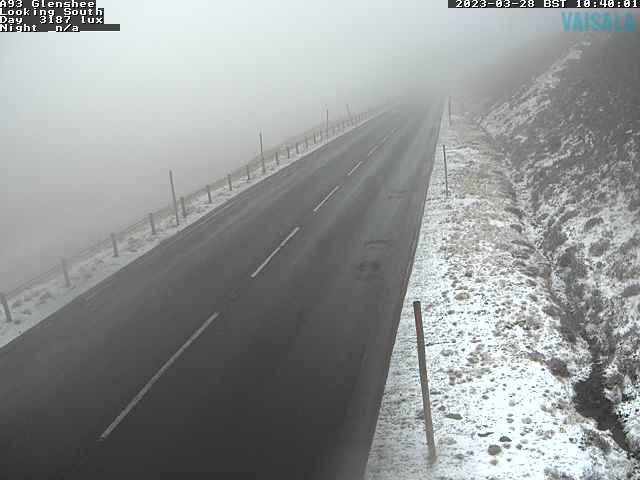 A93 Glenshee
Looking South
Day  3187 lux
Night  n/a
2023-03-28 BST 10:40:01
VAISALA